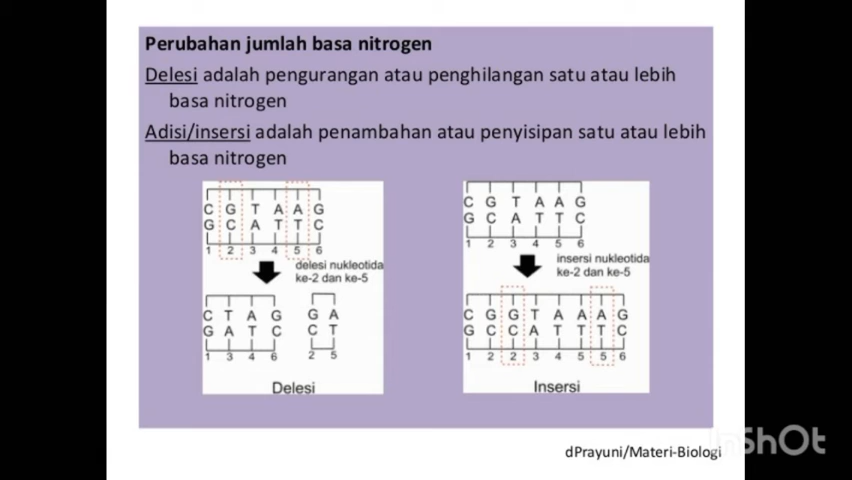 Perubahan jumlah basa nitrogen
Delesi adalah pengurangan atau penghilangan satu atau lebih
basa nitrogen
Adisi/insersi adalah penambahan atau penyisipan satu atau lebih
basa nitrogen
C G T A A G
G C A T T C
1 2 3 4 5 6
delesi nukleotida
ke-2 dan ke-5
C T A G G A
G A T C C T
1 3 4 6 2 5
Delesi
C G T A A G
G C A T T C
1 2 3 4 5 6
insersi nukleotida
ke-2 dan ke-5
C G G T A A A G
G C C A T T T C
1 2 2 3 4 5 5 6
Insersi
dPrayuni/Materi-Biologi
InShOt